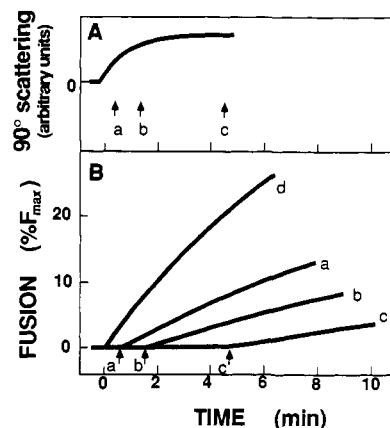 A
90° scattering
(arbitrary units)
0
a b c
B
FUSION (%Fmax)
20
10
0
d
a
b
c
a b c
0 2 4 6 8 10
TIME (min)